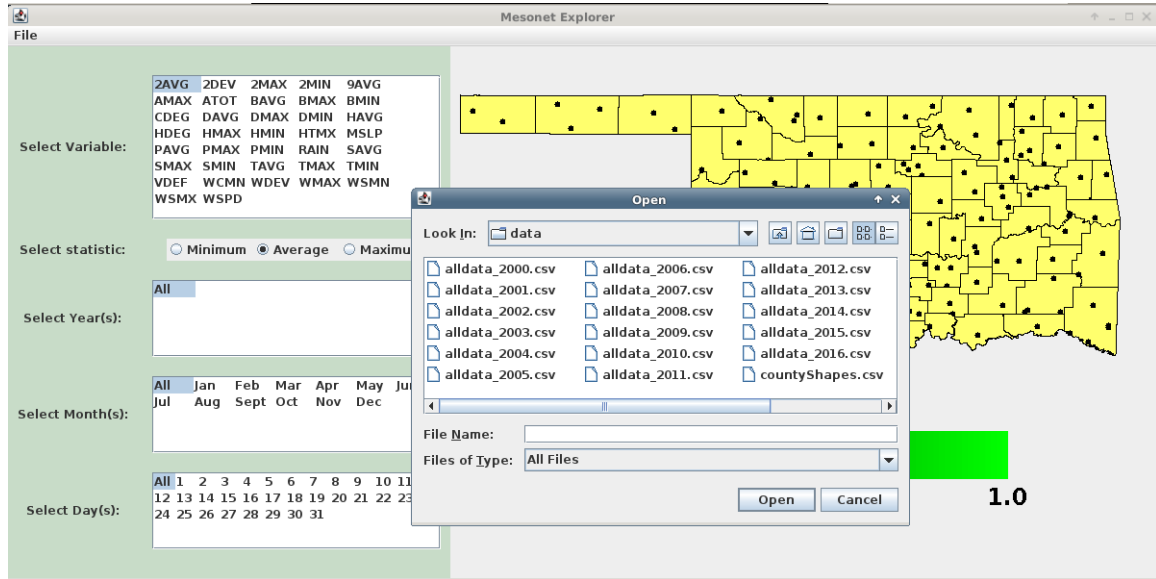 Mesonet Explorer
File
Select Variable:
2AVG 2DEV 2MAX 2MIN 9AVG
AMAX ATOT BAVG BMAX BMIN
CDEG DAVG DMAX DMIN HAVG
HDEG HMAX HMIN HTMX MSLP
PAVG PMAX PMIN RAIN SAVG
SMAX SMIN TAVG TMAX TMIN
VDEF WCMN WDEV WMAX WSMN
WSMX WSPD
Select statistic:
Minimum Average Maximu
Select Year(s):
All
Select Month(s):
All Jan Feb Mar Apr May Ju
Jul Aug Sept Oct Nov Dec
Select Day(s):
All 1 2 3 4 5 6 7 8 9 10 11
12 13 14 15 16 17 18 19 20 21 22 23
24 25 26 27 28 29 30 31
Open
Look In: data
alldata_2000.csv alldata_2006.csv alldata_2012.csv
alldata_2001.csv alldata_2007.csv alldata_2013.csv
alldata_2002.csv alldata_2008.csv alldata_2014.csv
alldata_2003.csv alldata_2009.csv alldata_2015.csv
alldata_2004.csv alldata_2010.csv alldata_2016.csv
alldata_2005.csv alldata_2011.csv countyShapes.csv
File Name:
Files of Type: All Files
Open Cancel
1.0